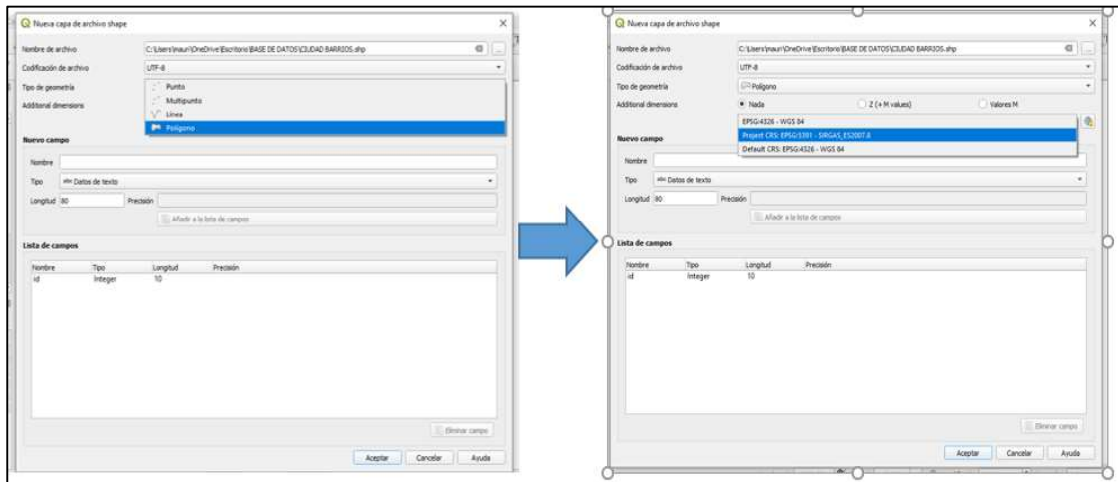 Nueva capa de archivo shape
Nombre de archivo C:\Users\mauri\OneDrive\Escritorio\BASE DE DATOS\CIUDAD BARRIOS.shp ...
Codificación de archivo UTF-8
Tipo de geometría
Punto
Multipunto
Línea
Polígono
Additional dimensions
Nuevo campo
Nombre
Tipo abc Datos de texto
Longitud 80 Precisión
Añadir a la lista de campos
Lista de campos
Nombre Tipo Longitud Precisión
id Integer 10
Eliminar campo
Aceptar Cancelar Ayuda
Nueva capa de archivo shape
Nombre de archivo C:\Users\mauri\OneDrive\Escritorio\BASE DE DATOS\CIUDAD BARRIOS.shp ...
Codificación de archivo UTF-8
Tipo de geometría Polígono
Additional dimensions Nada Z (+ M values) Valores M
EPSG:4326 - WGS 84
Project CRS: EPSG:5391 - SIRGAS_ES2007.8
Default CRS: EPSG:4326 - WGS 84
Nuevo campo
Nombre
Tipo abc Datos de texto
Longitud 80 Precisión
Añadir a la lista de campos
Lista de campos
Nombre Tipo Longitud Precisión
id Integer 10
Eliminar campo
Aceptar Cancelar Ayuda